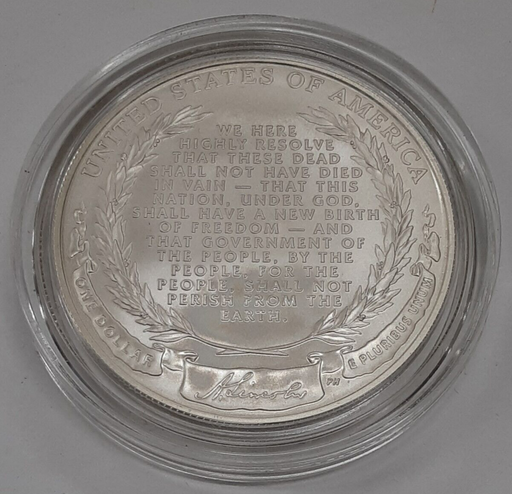 UNITED STATES OF AMERICA
WE HERE
HIGHLY RESOLVE
THAT THESE DEAD
SHALL NOT HAVE DIED
IN VAIN — THAT THIS
NATION, UNDER GOD,
SHALL HAVE A NEW BIRTH
OF FREEDOM — AND
THAT GOVERNMENT OF
THE PEOPLE, BY THE
PEOPLE, FOR THE
PEOPLE, SHALL NOT
PERISH FROM THE
EARTH.
ONE DOLLAR
A. Lincoln
PH
E PLURIBUS UNUM